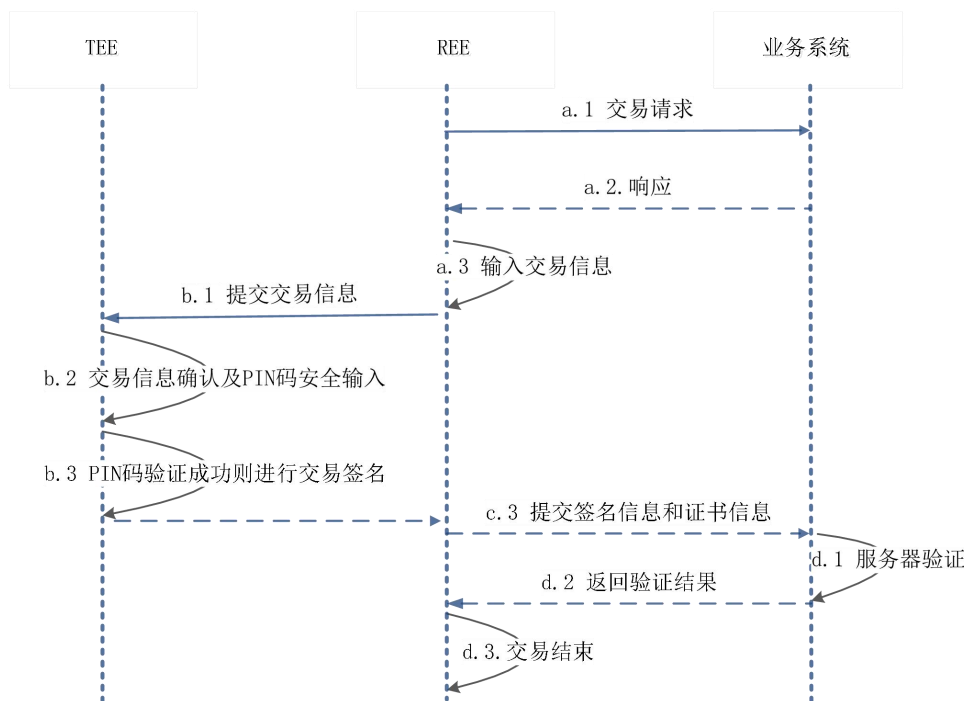 TEE
REE
业务系统
a.1 交易请求
a.2.响应
a.3 输入交易信息
b.1 提交交易信息
b.2 交易信息确认及PIN码安全输入
b.3 PIN码验证成功则进行交易签名
c.3 提交签名信息和证书信息
d.1 服务器验证
d.2 返回验证结果
d.3.交易结束